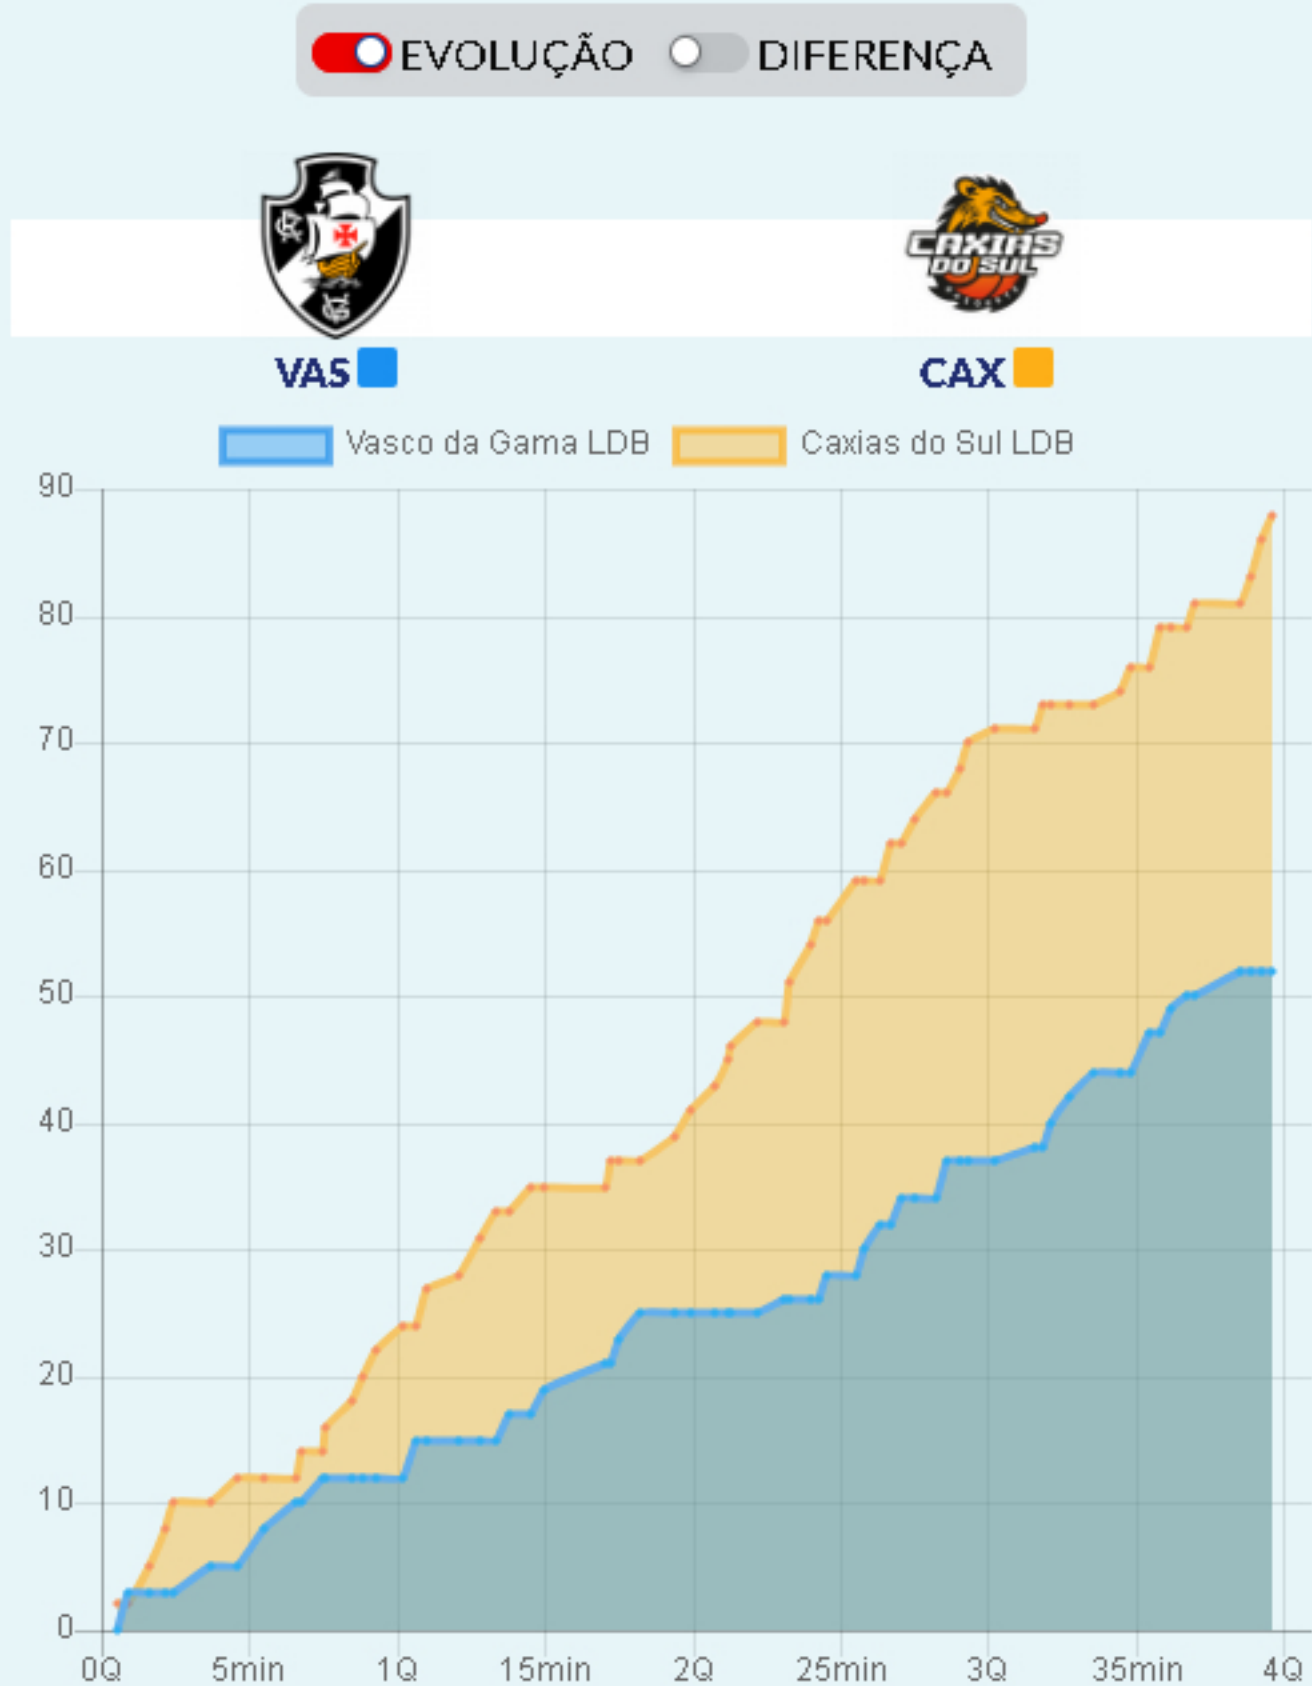 EVOLUÇÃO DIFERENÇA
CAXIAS
DO SUL
VAS CAX
Vasco da Gama LDB Caxias do Sul LDB
90
80
70
60
50
40
30
20
10
0
0Q 5min 1Q 15min 2Q 25min 3Q 35min 4Q